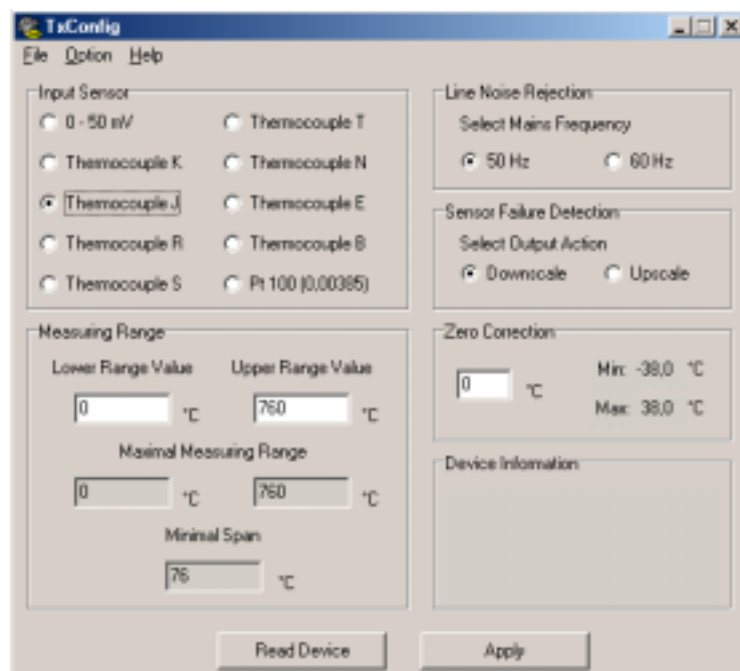 TxConfig
File Option Help
Input Sensor
0 - 50 mV
Thermocouple T
Thermocouple K
Thermocouple N
Thermocouple J
Thermocouple E
Thermocouple R
Thermocouple B
Thermocouple S
Pt 100 (0,00385)
Line Noise Rejection
Select Mains Frequency
50 Hz
60 Hz
Sensor Failure Detection
Select Output Action
Downscale
Upscale
Measuring Range
Lower Range Value
Upper Range Value
0 °C
760 °C
Maximal Measuring Range
0 °C
760 °C
Minimal Span
76 °C
Zero Correction
0 °C
Min: -38,0 °C
Max: 38,0 °C
Device Information
Read Device
Apply